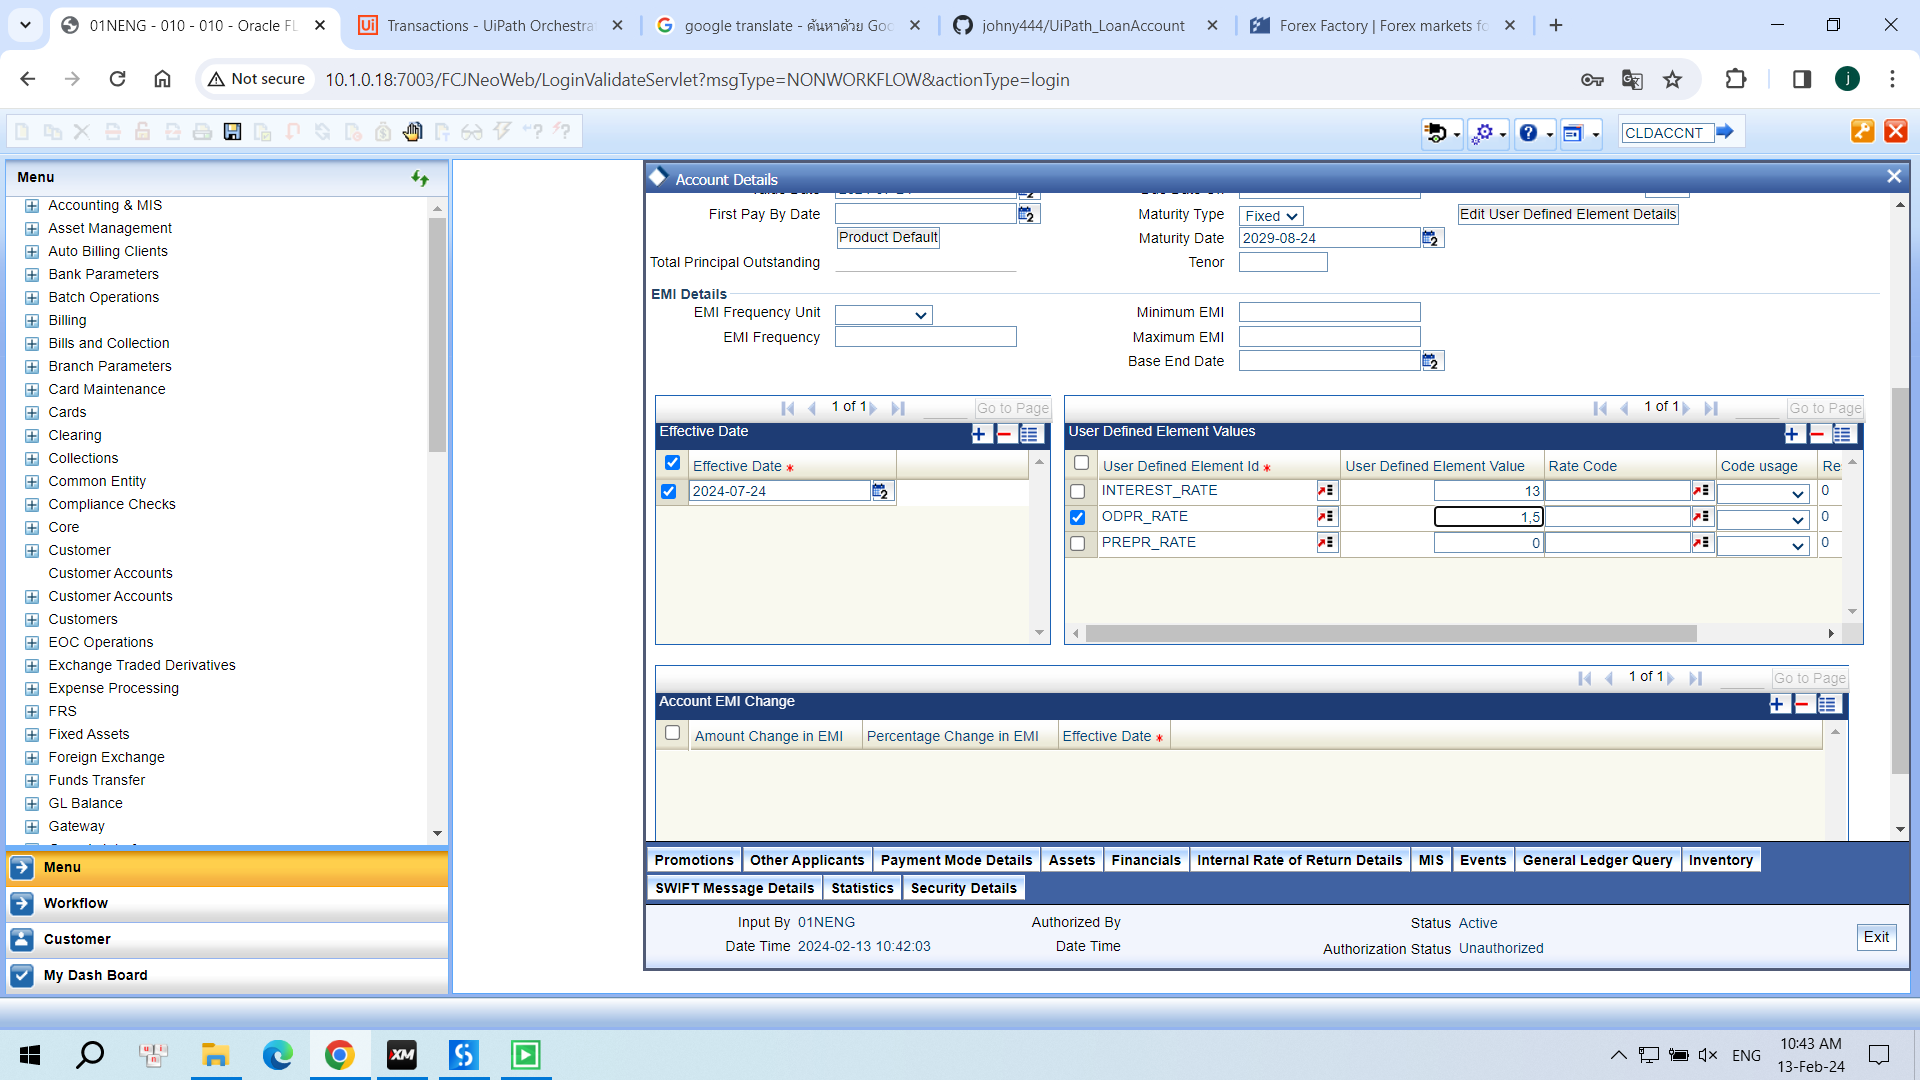 01NENG - 010 - 010 - Oracle FL
Transactions - UiPath Orchestrat
google translate - ค้นหาด้วย Goo
johny444/UiPath_LoanAccount
Forex Factory | Forex markets fo
Not secure
10.1.0.18:7003/FCJNeoWeb/LoginValidateServlet?msgType=NONWORKFLOW&actionType=login
j
CLDACCNT
Menu
Accounting & MIS
Asset Management
Auto Billing Clients
Bank Parameters
Batch Operations
Billing
Bills and Collection
Branch Parameters
Card Maintenance
Cards
Clearing
Collections
Common Entity
Compliance Checks
Core
Customer
Customer Accounts
Customer Accounts
Customers
EOC Operations
Exchange Traded Derivatives
Expense Processing
FRS
Fixed Assets
Foreign Exchange
Funds Transfer
GL Balance
Gateway
Menu
Workflow
Customer
My Dash Board
Account Details
First Pay By Date
Maturity Type Fixed
Edit User Defined Element Details
Product Default
Maturity Date 2029-08-24
Total Principal Outstanding
Tenor
EMI Details
EMI Frequency Unit
Minimum EMI
EMI Frequency
Maximum EMI
Base End Date
1 of 1 Go to Page
Effective Date
Effective Date *
2024-07-24
1 of 1 Go to Page
User Defined Element Values
User Defined Element Id * User Defined Element Value Rate Code Code usage Re
INTEREST_RATE 13 0
ODPR_RATE 1,5 0
PREPR_RATE 0 0
1 of 1 Go to Page
Account EMI Change
Amount Change in EMI Percentage Change in EMI Effective Date *
Promotions Other Applicants Payment Mode Details Assets Financials Internal Rate of Return Details MIS Events General Ledger Query Inventory
SWIFT Message Details Statistics Security Details
Input By 01NENG
Authorized By
Status Active
Date Time 2024-02-13 10:42:03
Date Time
Authorization Status Unauthorized
Exit
XM
ENG
10:43 AM
13-Feb-24